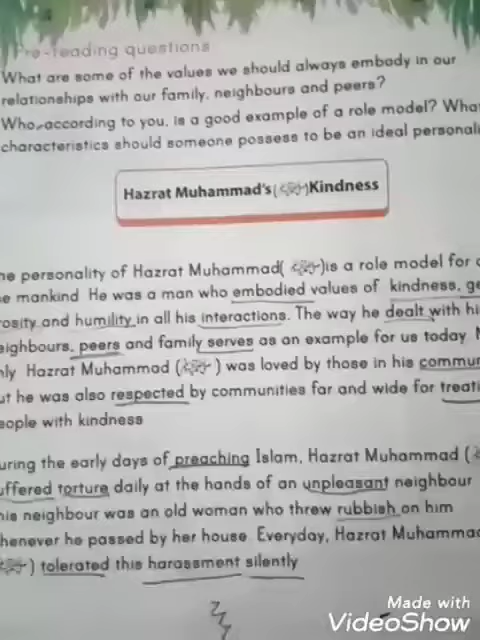 Pre-reading questions
What are some of the values we should always embody in our
relationships with our family, neighbours and peers?
Who, according to you, is a good example of a role model? Wha
characteristics should someone possess to be an ideal personali
Hazrat Muhammad's (ﷺ) Kindness
he personality of Hazrat Muhammad( ﷺ)is a role model for
e mankind He was a man who embodied values of kindness, ge
rosity and humility in all his interactions. The way he dealt with hi
eighbours, peers and family serves as an example for us today
nly Hazrat Muhammad (ﷺ) was loved by those in his commu
ut he was also respected by communities far and wide for treati
eople with kindness
uring the early days of preaching Islam, Hazrat Muhammad (
uffered torture daily at the hands of an unpleasant neighbour
his neighbour was an old woman who threw rubbish on him
henever he passed by her house. Everyday, Hazrat Muhammad
ﷺ) tolerated this harassment silently
Made with
VideoShow